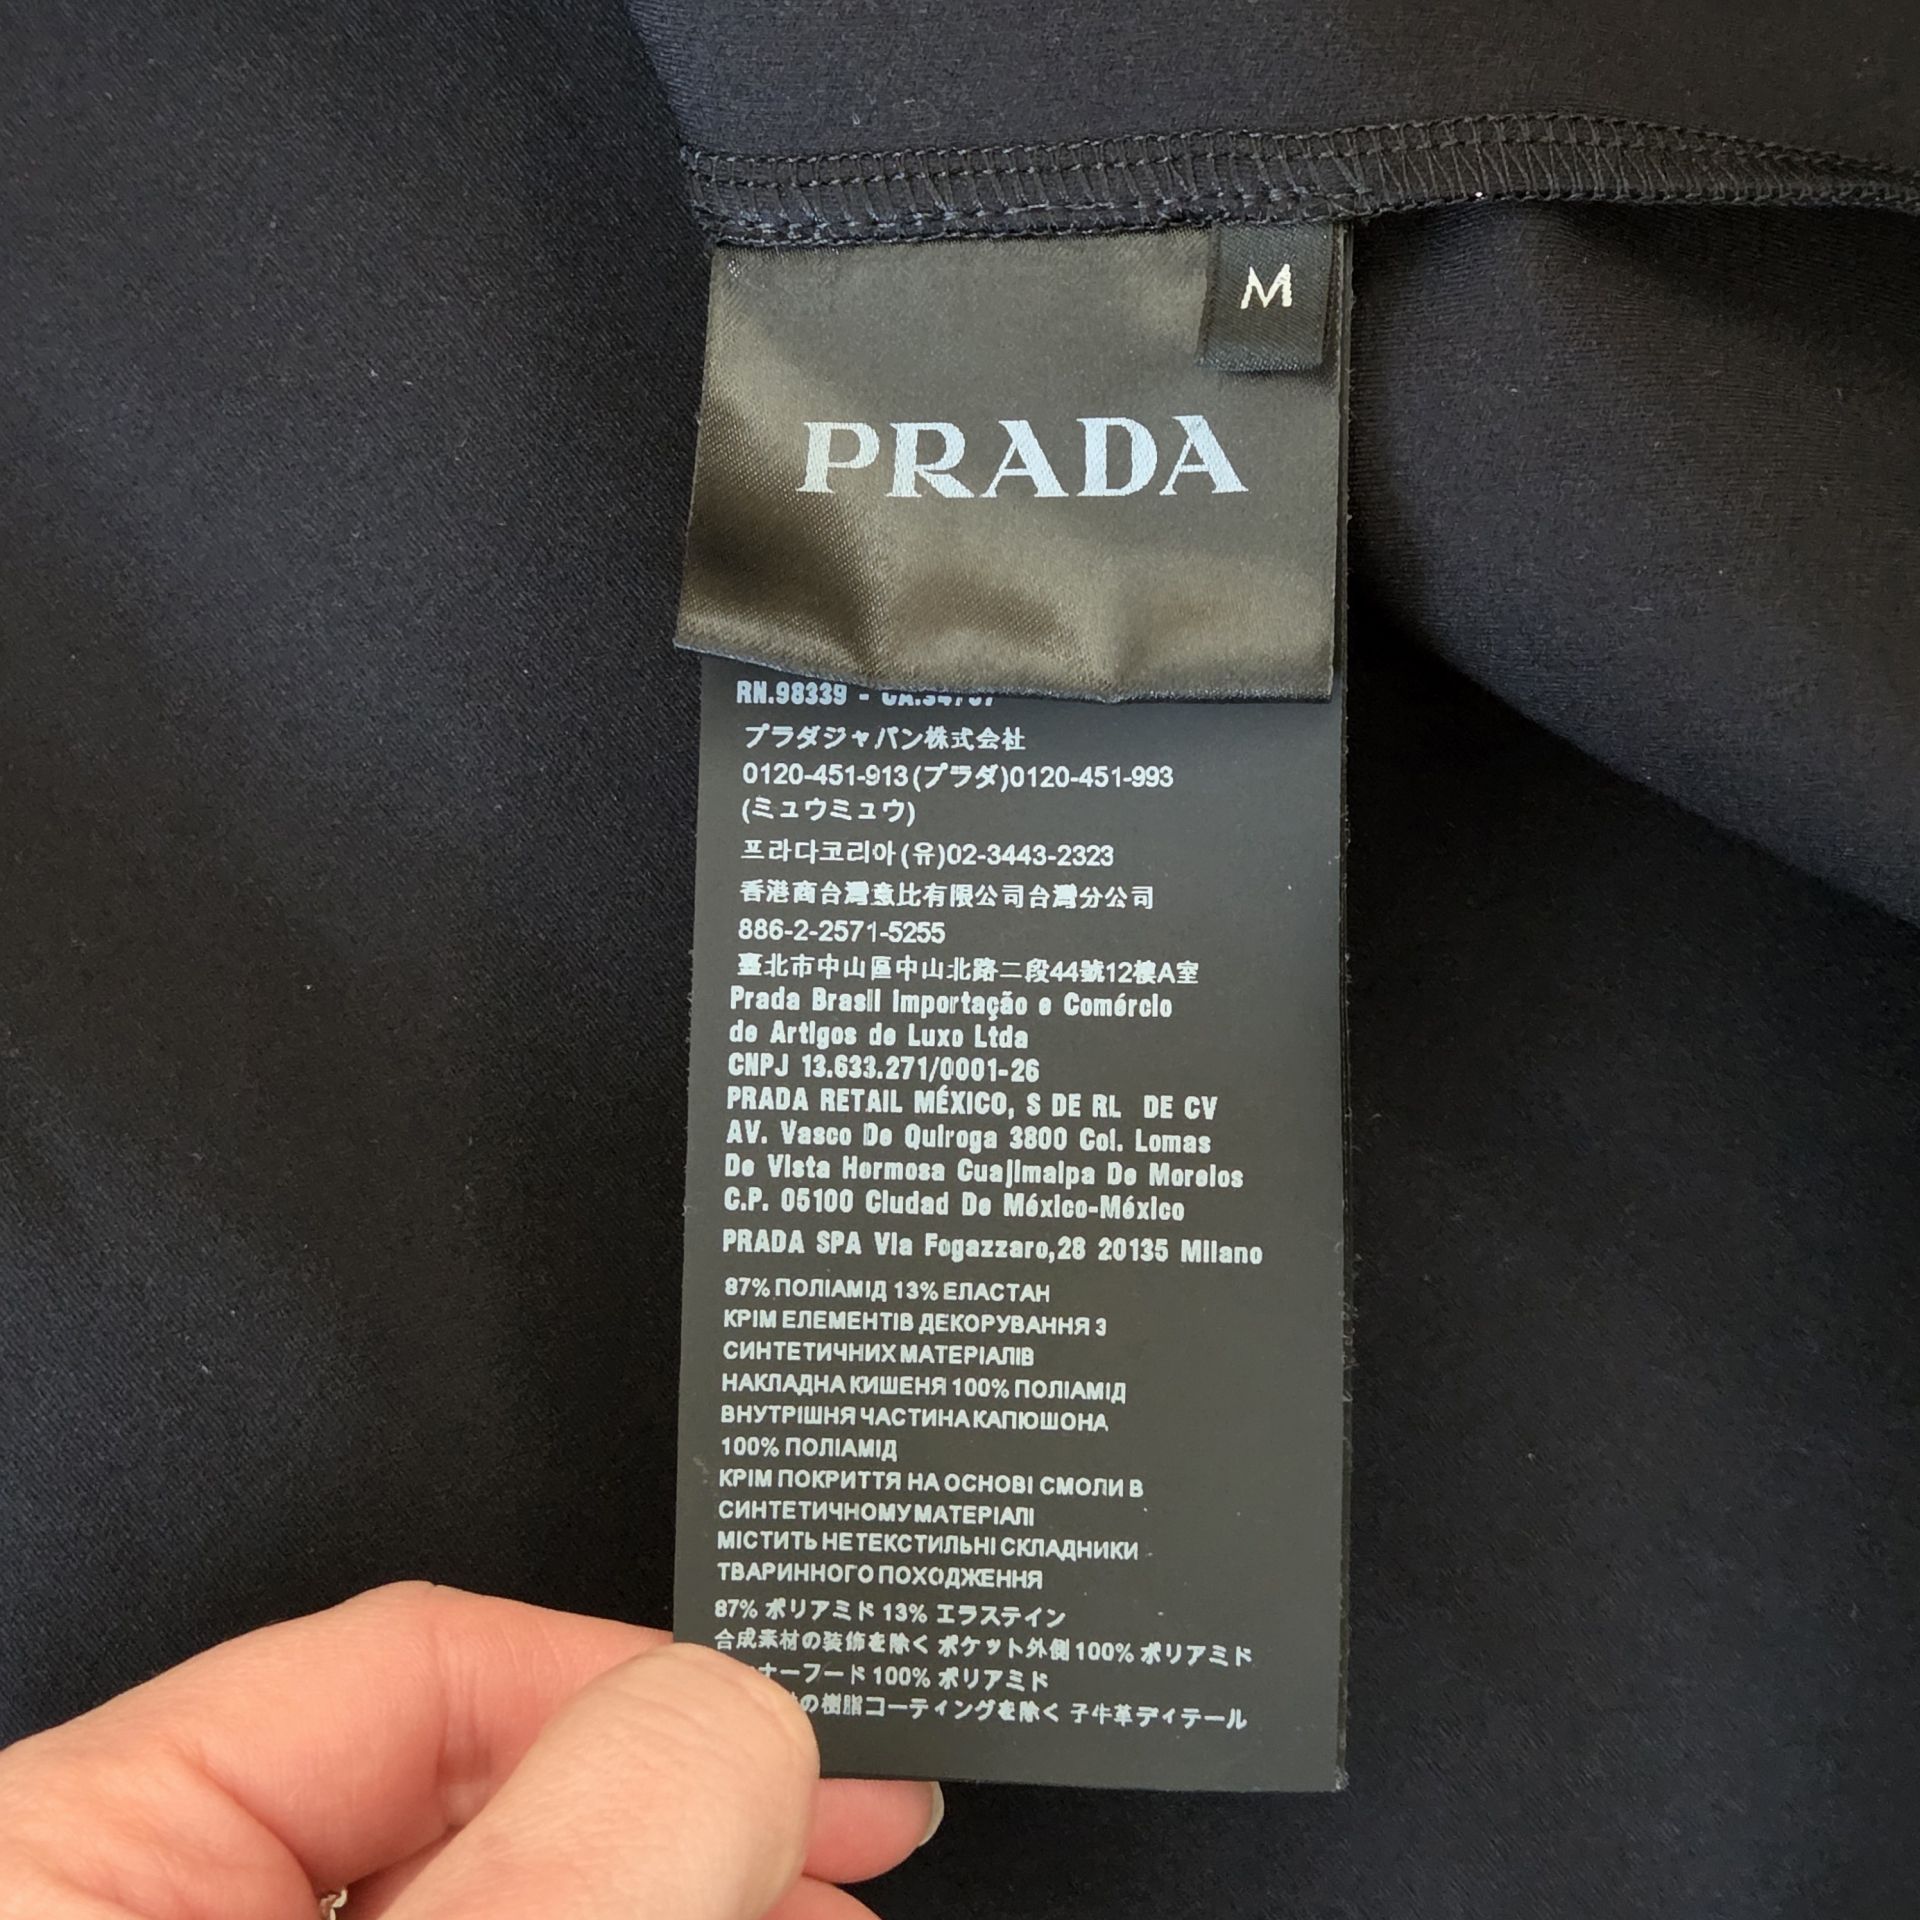 M
PRADA
RN.98339 - CA.34707
プラダジャパン株式会社
0120-451-913(プラダ)0120-451-993
(ミュウミュウ)
프라다코리아(유)02-3443-2323
香港商台灣意比有限公司台灣分公司
886-2-2571-5255
臺北市中山區中山北路二段44號12樓A室
Prada Brasil Importação e Comércio
de Artigos de Luxo Ltda
CNPJ 13.633.271/0001-26
PRADA RETAIL MÉXICO, S DE RL DE CV
AV. Vasco De Quiroga 3800 Col. Lomas
De Vista Hermosa Cuajimalpa De Morelos
C.P. 05100 Ciudad De México-México
PRADA SPA Via Fogazzaro,28 20135 Milano
87% ПОЛІАМІД 13% ЕЛАСТАН
КРІМ ЕЛЕМЕНТІВ ДЕКОРУВАННЯ З
СИНТЕТИЧНИХ МАТЕРІАЛІВ
НАКЛАДНА КИШЕНЯ 100% ПОЛІАМІД
ВНУТРІШНЯ ЧАСТИНА КАПЮШОНА
100% ПОЛІАМІД
КРІМ ПОКРИТТЯ НА ОСНОВІ СМОЛИ В
СИНТЕТИЧНОМУ МАТЕРІАЛІ
МІСТИТЬ НЕТЕКСТИЛЬНІ СКЛАДНИКИ
ТВАРИННОГО ПОХОДЖЕННЯ
87% ポリアミド 13% エラステイン
合成素材の装飾を除く ポケット外側 100% ポリアミド
ナーフード 100% ポリアミド
の樹脂コーティングを除く 子牛革ディテール